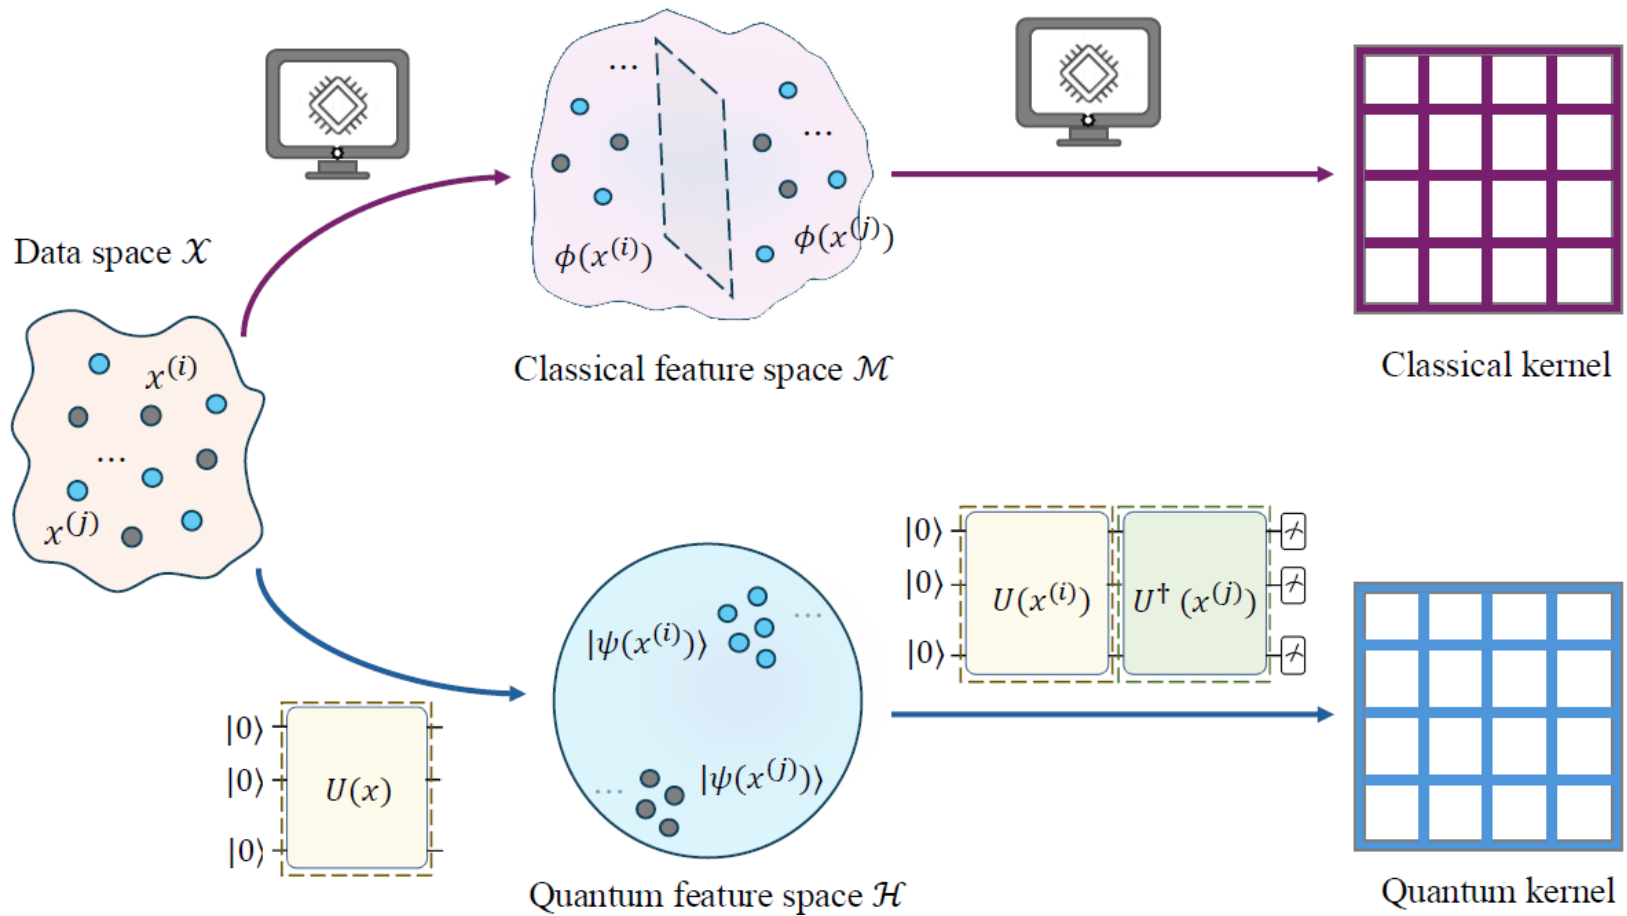 Data space 𝒳
x^(i)
...
x^(j)
...
ϕ(x^(i))
...
ϕ(x^(j))
Classical feature space ℳ
Classical kernel
|0⟩
|0⟩
|0⟩
U(x)
|ψ(x^(i))⟩
...
...
|ψ(x^(j))⟩
Quantum feature space ℋ
|0⟩
|0⟩
|0⟩
U(x^(i))
U†(x^(j))
Quantum kernel